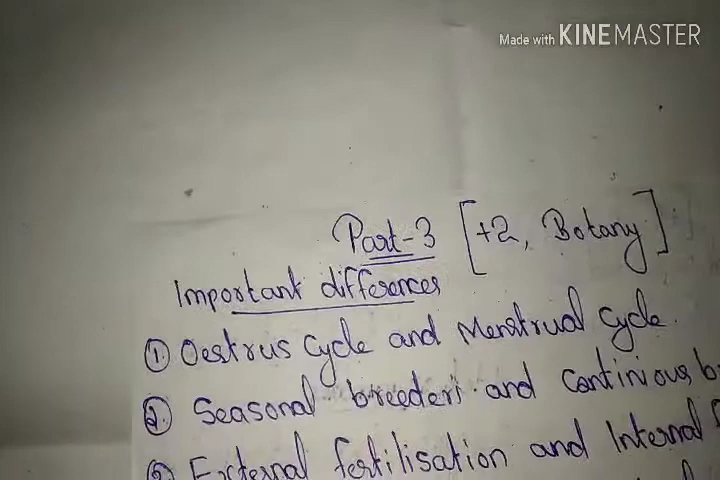 Made with KINEMASTER
Part-3 [+2, Botany]
Important differences
① Oestrus Cycle and Menstrual Cycle.
② Seasonal breeders and Continious
③ External fertilisation and Internal